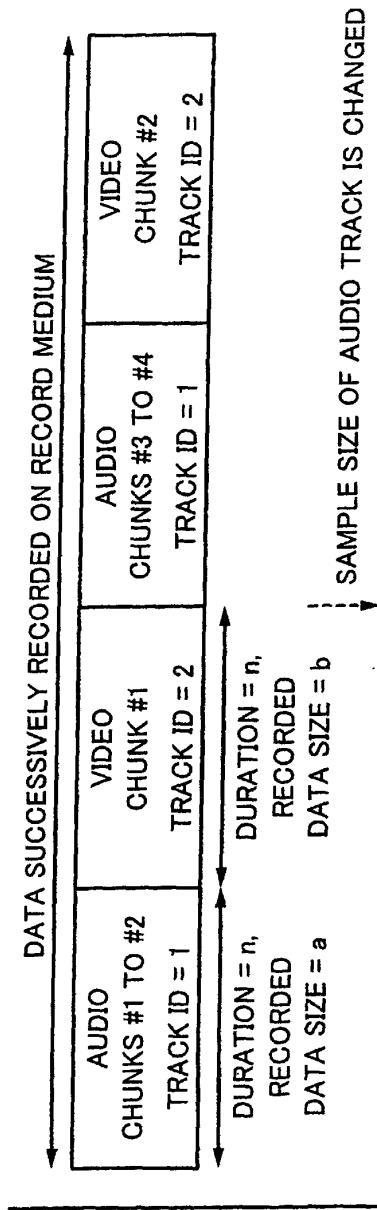 DATA SUCCESSIVELY RECORDED ON RECORD MEDIUM
AUDIO
CHUNKS #1 TO #2
TRACK ID = 1
VIDEO
CHUNK #1
TRACK ID = 2
AUDIO
CHUNKS #3 TO #4
TRACK ID = 1
VIDEO
CHUNK #2
TRACK ID = 2
DURATION = n,
RECORDED
DATA SIZE = a
DURATION = n,
RECORDED
DATA SIZE = b
SAMPLE SIZE OF AUDIO TRACK IS CHANGED